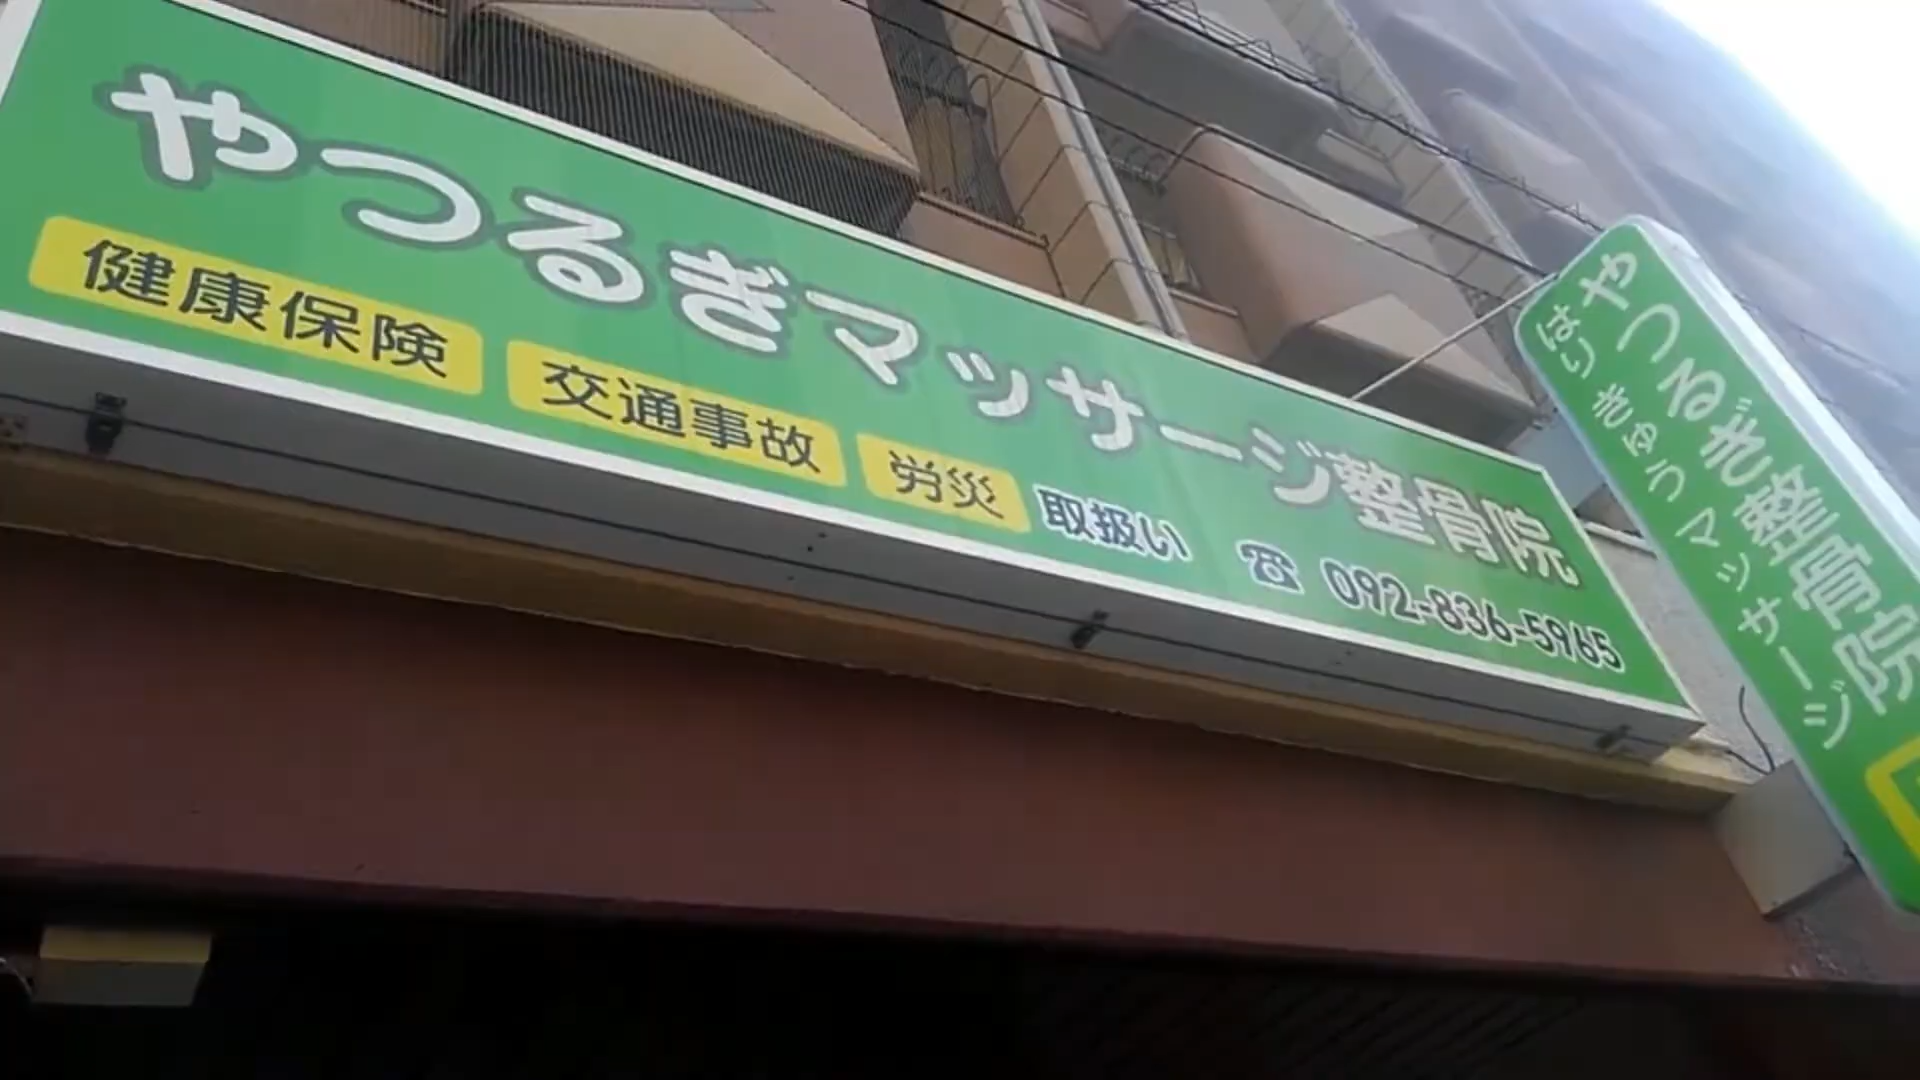 やつるぎマッサージ整骨院
健康保険 交通事故 労災 取扱い ☎ 092-836-5965
やつるぎ整骨院
はり きゅう マッサージ